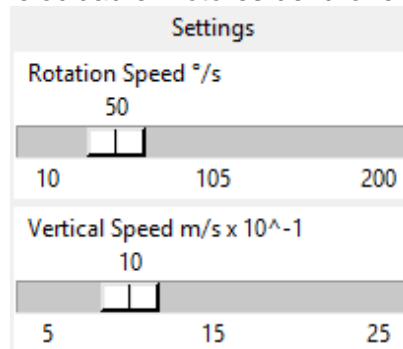 Settings
Rotation Speed °/s
50
10 105 200
Vertical Speed m/s x 10^-1
10
5 15 25